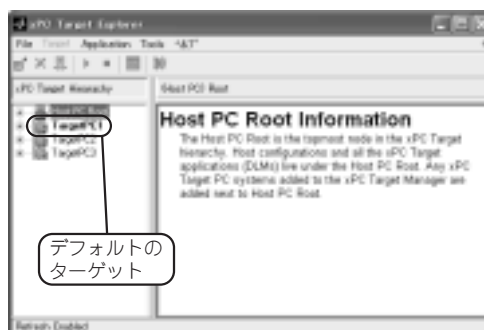 xPC Target Explorer
File Target Application Tools
xPC Target Hierarchy
Host PC Root
Host PC Root
TargetPC1
TagetPC2
TagetPC3
Host PC Root Information
The Host PC Root is the topmost node in the xPC Target
hierarchy. Host configurations and all the xPC Target
applications (DLMs) live under the Host PC Root. Any xPC
Target PC systems added to the xPC Target Manager are
added next to Host PC Root.
デフォルトの
ターゲット
Refresh Enabled